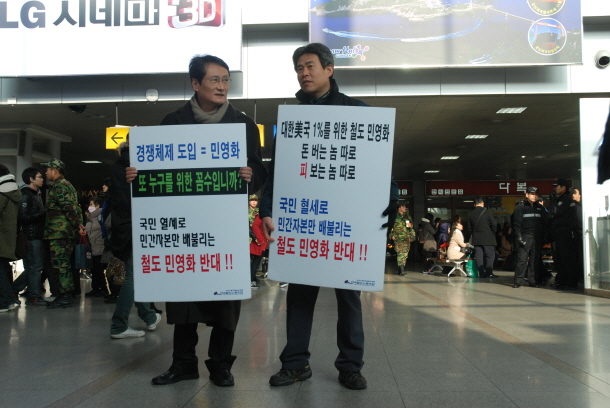 LG 시네마 3D
경쟁체제 도입 = 민영화
또 누구를 위한 꼼수입니까?
국민 혈세로
민간자본만 배불리는
철도 민영화 반대 !!
대한美국 1%를 위한 철도 민영화
돈 버는 놈 따로
피 보는 놈 따로
국민 혈세로
민간자본만 배불리는
철도 민영화 반대 !!